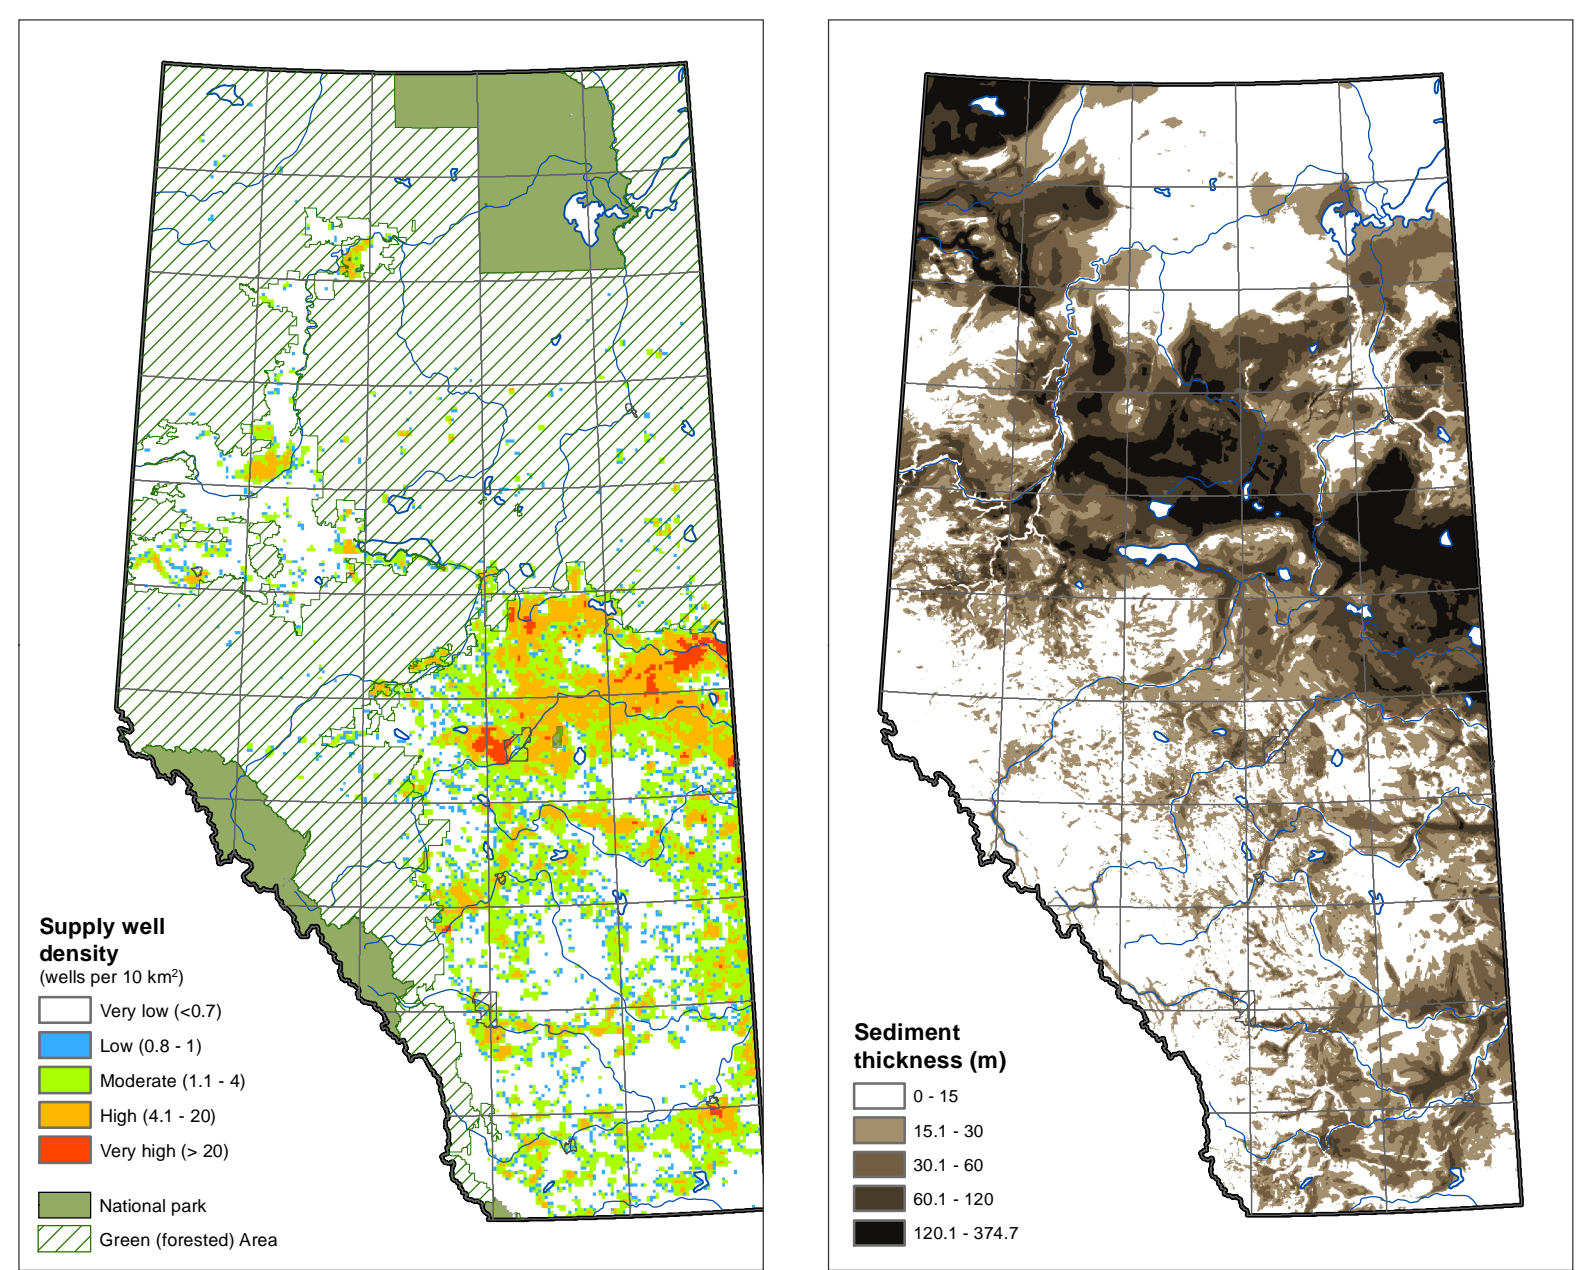 Supply well
density
(wells per 10 km²)
Very low (<0.7)
Low (0.8 - 1)
Moderate (1.1 - 4)
High (4.1 - 20)
Very high (> 20)
National park
Green (forested) Area
Sediment
thickness (m)
0 - 15
15.1 - 30
30.1 - 60
60.1 - 120
120.1 - 374.7